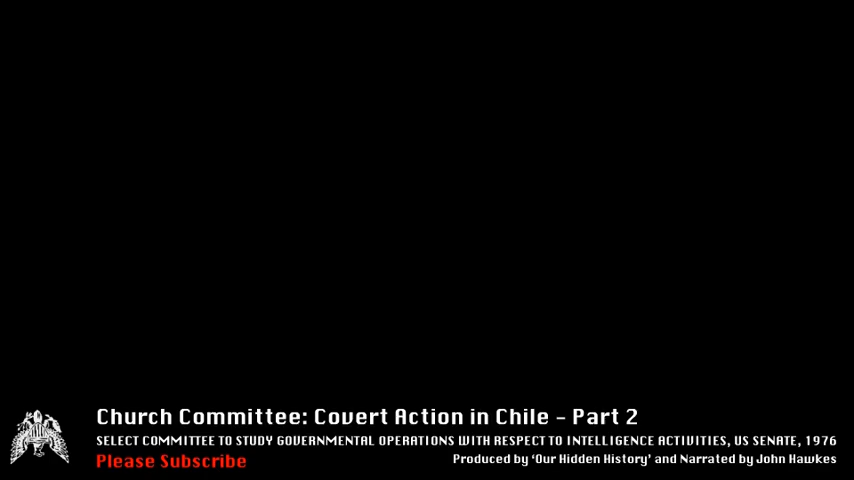 Church Committee: Covert Action in Chile - Part 2
SELECT COMMITTEE TO STUDY GOVERNMENTAL OPERATIONS WITH RESPECT TO INTELLIGENCE ACTIVITIES, US SENATE, 1976
Please Subscribe
Produced by 'Our Hidden History' and Narrated by John Hawkes